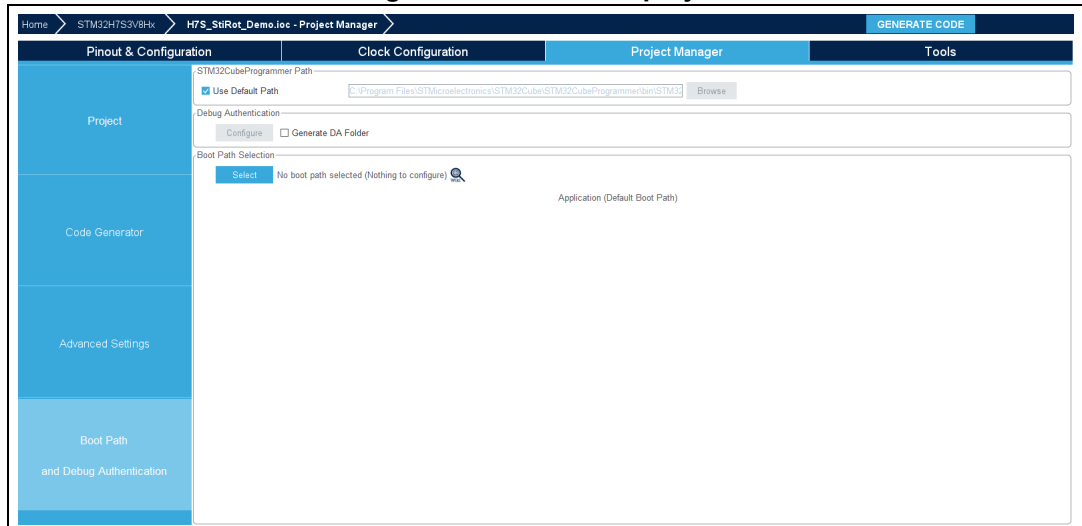 Home
STM32H7S3V8Hx
H7S_StiRot_Demo.ioc - Project Manager
GENERATE CODE
Pinout & Configuration
Clock Configuration
Project Manager
Tools
STM32CubeProgrammer Path
Use Default Path
C:\Program Files\STMicroelectronics\STM32Cube\STM32CubeProgrammer\bin\STM32
Browse
Project
Debug Authentication
Configure
Generate DA Folder
Boot Path Selection
Select
No boot path selected (Nothing to configure)
Application (Default Boot Path)
Code Generator
Advanced Settings
Boot Path
and Debug Authentication